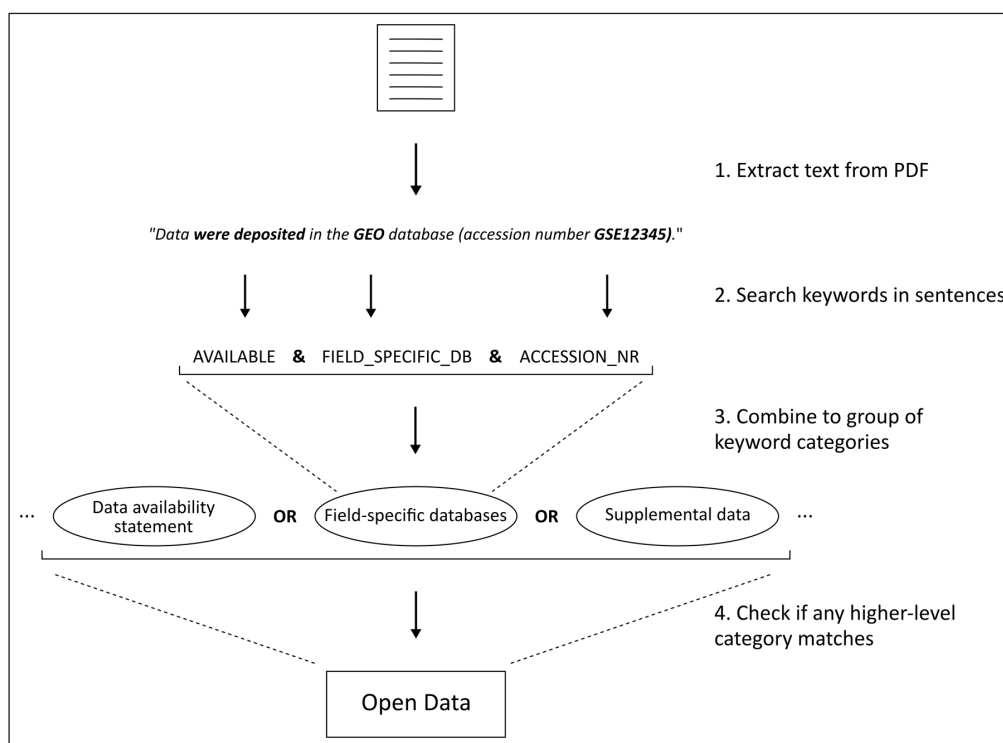 1. Extract text from PDF
"Data were deposited in the GEO database (accession number GSE12345)."
2. Search keywords in sentences
AVAILABLE & FIELD_SPECIFIC_DB & ACCESSION_NR
3. Combine to group of
keyword categories
... Data availability
statement OR Field-specific databases OR Supplemental data ...
4. Check if any higher-level
category matches
Open Data